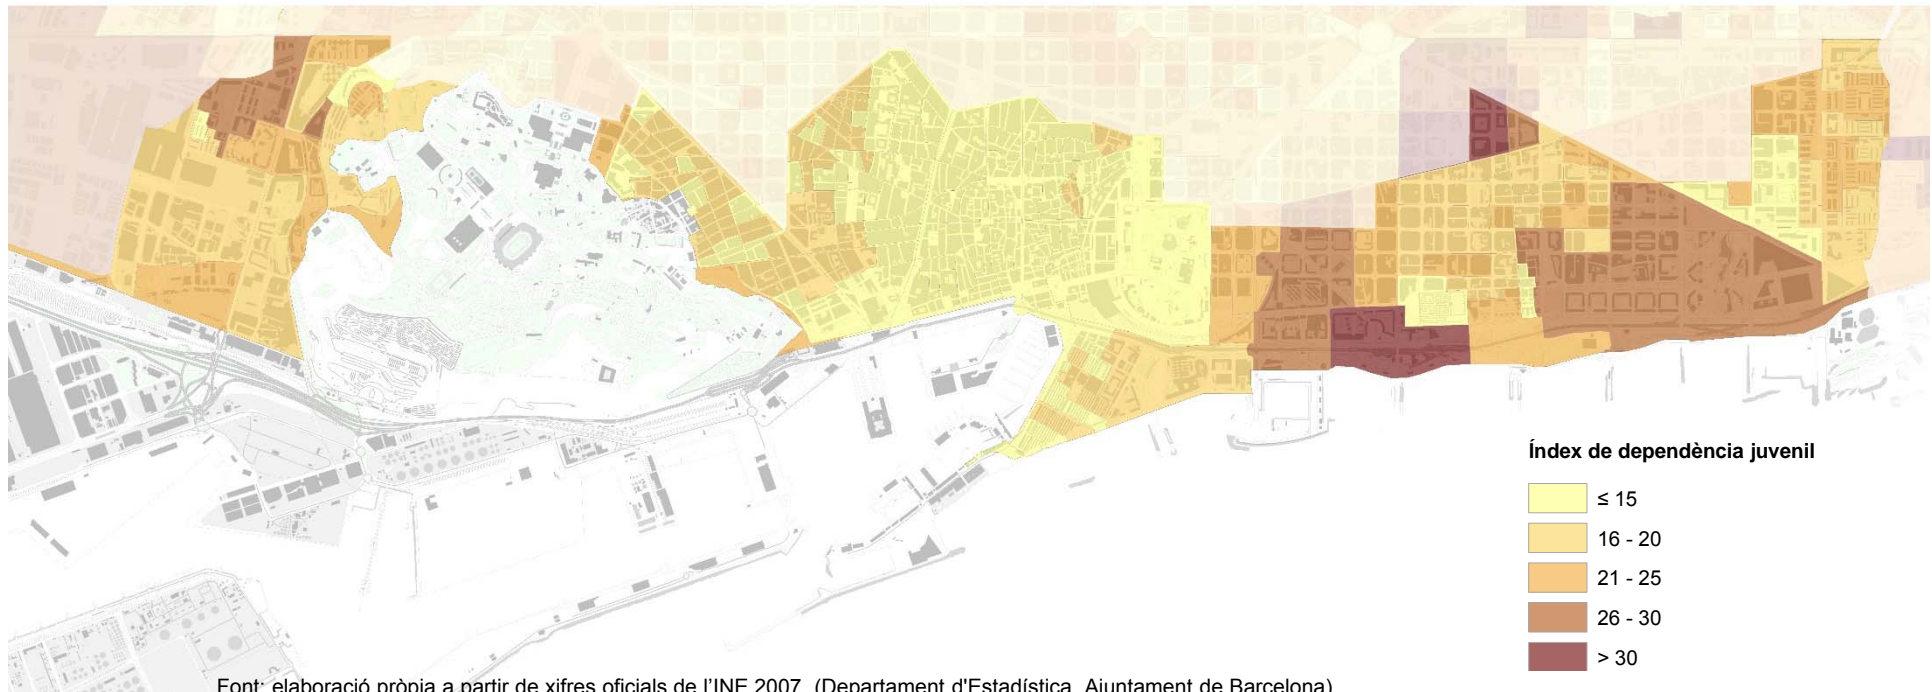 Índex de dependència juvenil
≤ 15
16 - 20
21 - 25
26 - 30
> 30
Font: elaboració pròpia a partir de xifres oficials de l'INE 2007. (Departament d'Estadística. Ajuntament de Barcelona)